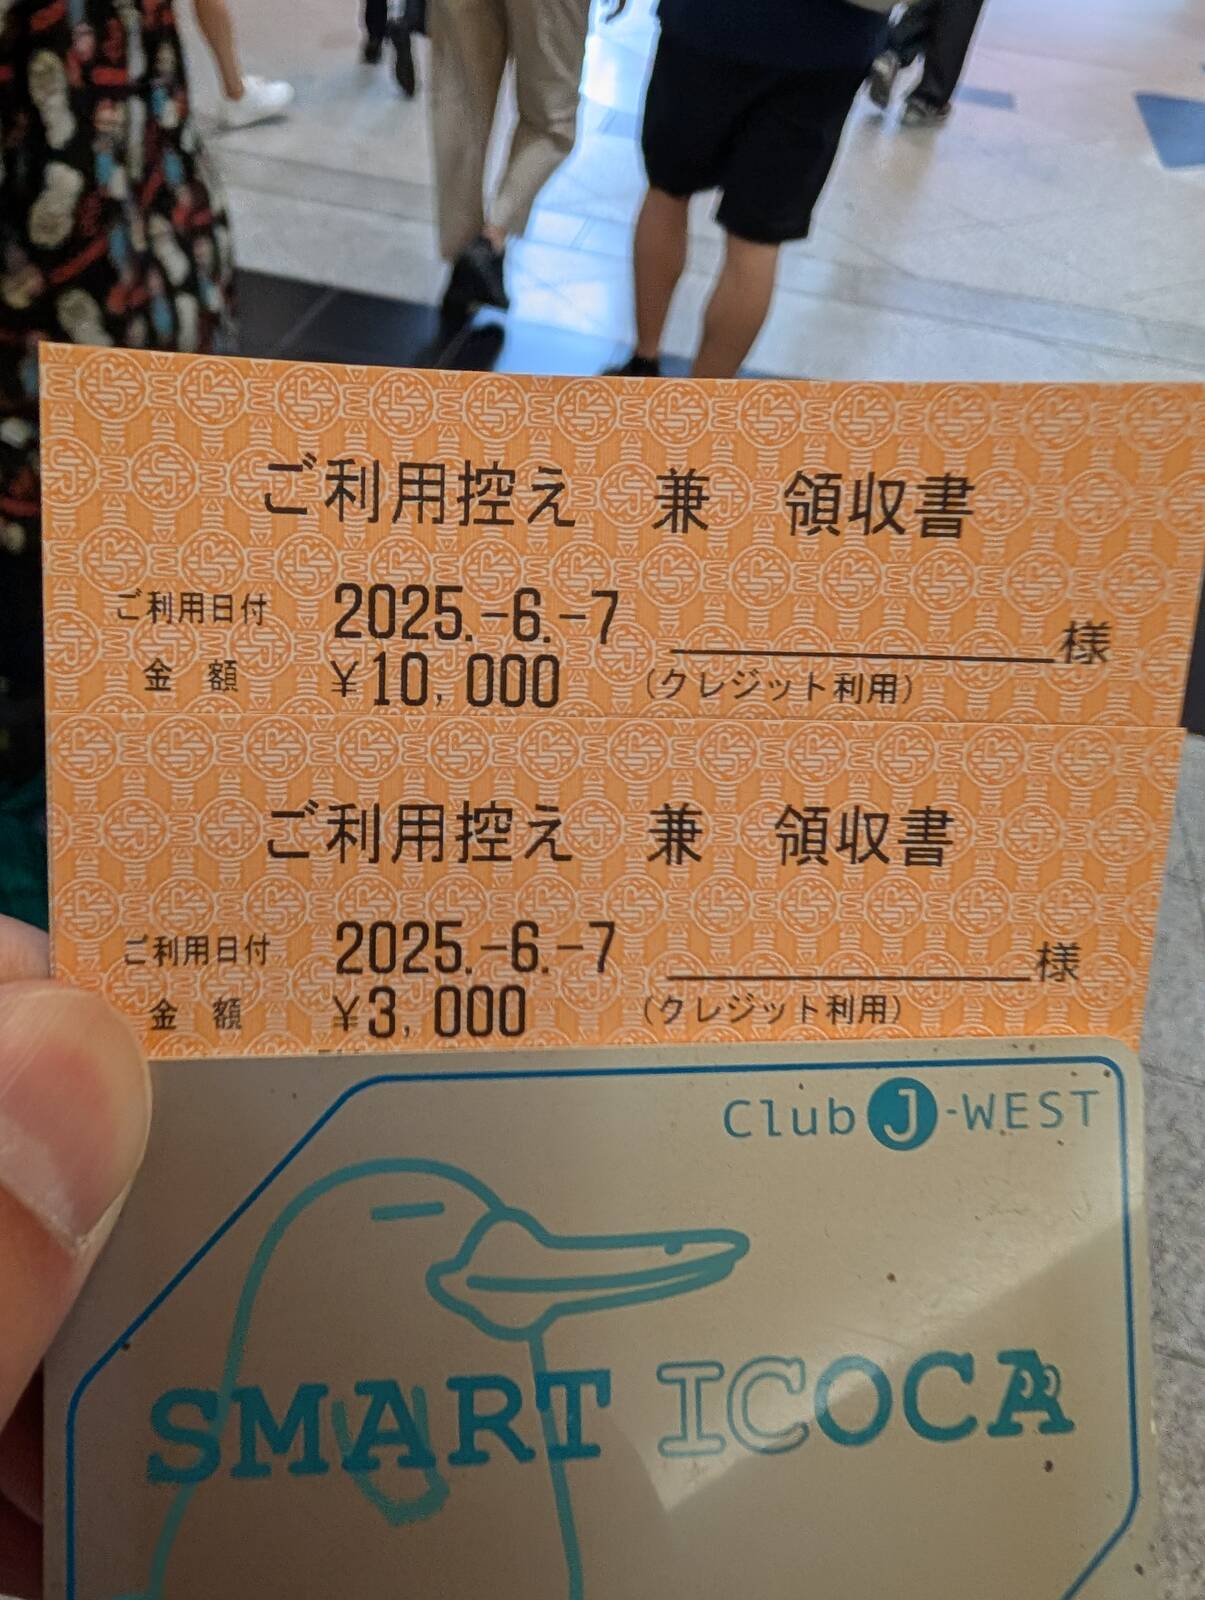 ご利用控え 兼 領収書
ご利用日付 2025.-6.-7 様
金額 ¥10,000 (クレジット利用)
ご利用控え 兼 領収書
ご利用日付 2025.-6.-7 様
金額 ¥3,000 (クレジット利用)
Club J-WEST
SMART ICOCA